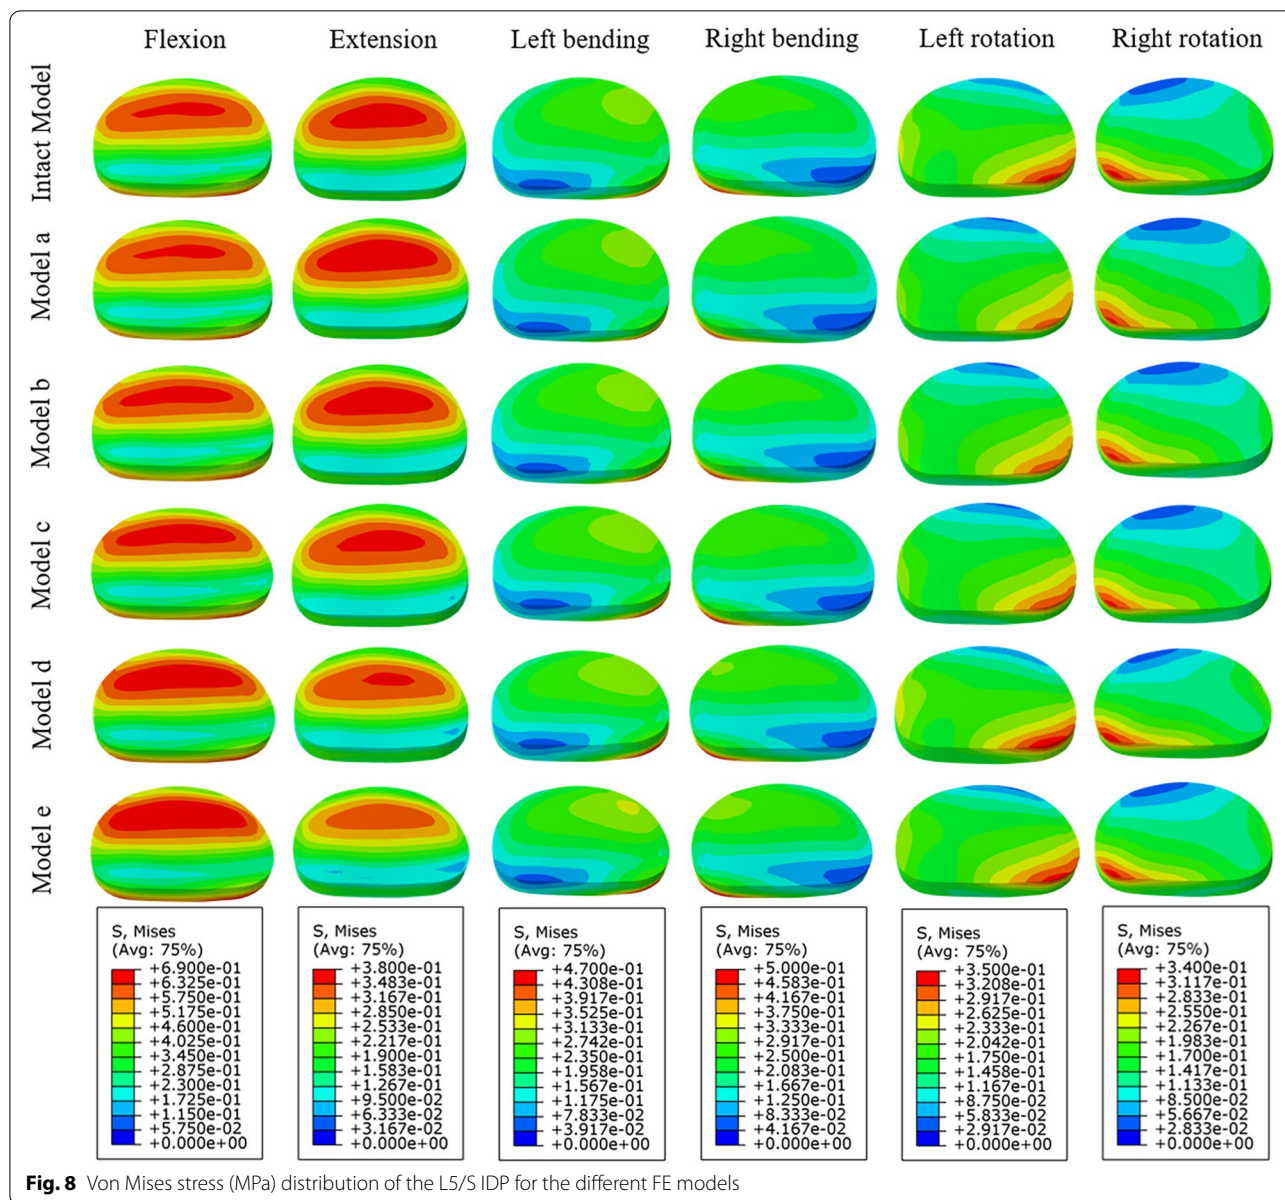 Flexion Extension Left bending Right bending Left rotation Right rotation
Intact Model
Model a
Model b
Model c
Model d
Model e
S, Mises
(Avg: 75%)
+6.900e-01
+6.325e-01
+5.750e-01
+5.175e-01
+4.600e-01
+4.025e-01
+3.450e-01
+2.875e-01
+2.300e-01
+1.725e-01
+1.150e-01
+5.750e-02
+0.000e+00
S, Mises
(Avg: 75%)
+3.800e-01
+3.483e-01
+3.167e-01
+2.850e-01
+2.533e-01
+2.217e-01
+1.900e-01
+1.583e-01
+1.267e-01
+9.500e-02
+6.333e-02
+3.167e-02
+0.000e+00
S, Mises
(Avg: 75%)
+4.700e-01
+4.308e-01
+3.917e-01
+3.525e-01
+3.133e-01
+2.742e-01
+2.350e-01
+1.958e-01
+1.567e-01
+1.175e-01
+7.833e-02
+3.917e-02
+0.000e+00
S, Mises
(Avg: 75%)
+5.000e-01
+4.583e-01
+4.167e-01
+3.750e-01
+3.333e-01
+2.917e-01
+2.500e-01
+2.083e-01
+1.667e-01
+1.250e-01
+8.333e-02
+4.167e-02
+0.000e+00
S, Mises
(Avg: 75%)
+3.500e-01
+3.208e-01
+2.917e-01
+2.625e-01
+2.333e-01
+2.042e-01
+1.750e-01
+1.458e-01
+1.167e-01
+8.750e-02
+5.833e-02
+2.917e-02
+0.000e+00
S, Mises
(Avg: 75%)
+3.400e-01
+3.117e-01
+2.833e-01
+2.550e-01
+2.267e-01
+1.983e-01
+1.700e-01
+1.417e-01
+1.133e-01
+8.500e-02
+5.667e-02
+2.833e-02
+0.000e+00
Fig. 8 Von Mises stress (MPa) distribution of the L5/S IDP for the different FE models